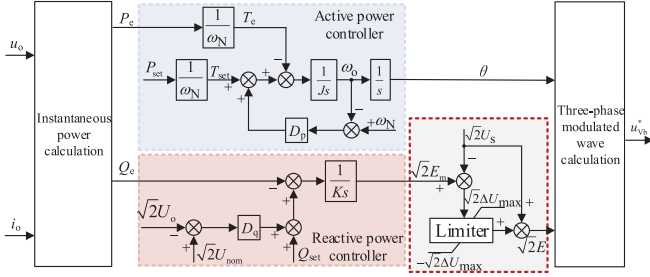 u_o
i_o
Instantaneous
power
calculation
P_e
1/ω_N
T_e
Active power
controller
P_set
1/ω_N
T_set
+
+
+
−
1/Js
ω_o
1/s
θ
−
+ω_N
D_p
Q_e
−
+
1/Ks
√2E_m
√2U_o
−
+
√2U_nom
D_q
+
+
Q_set
Reactive power
controller
√2U_s
−
+
√2ΔU_max
+
Limiter
+
√2E
−√2ΔU_max
Three-phase
modulated
wave
calculation
u*_Vb